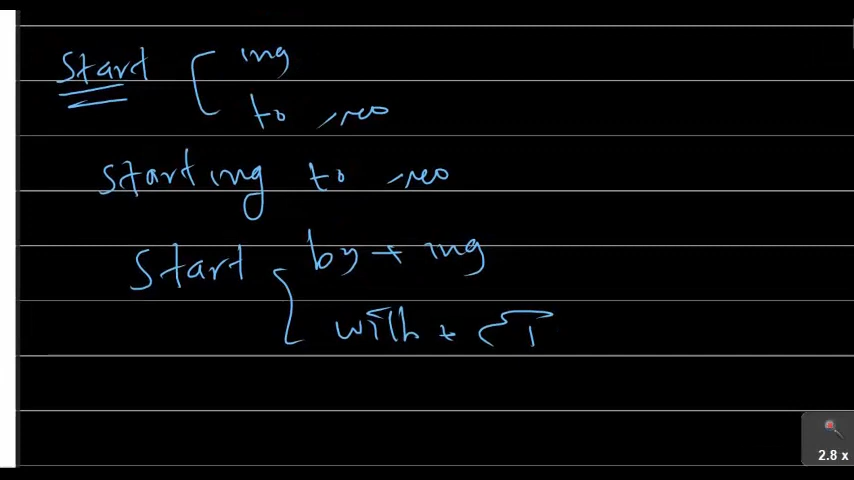 Start { ing
to
starting to
Start { by + ing
with +
2.8 x